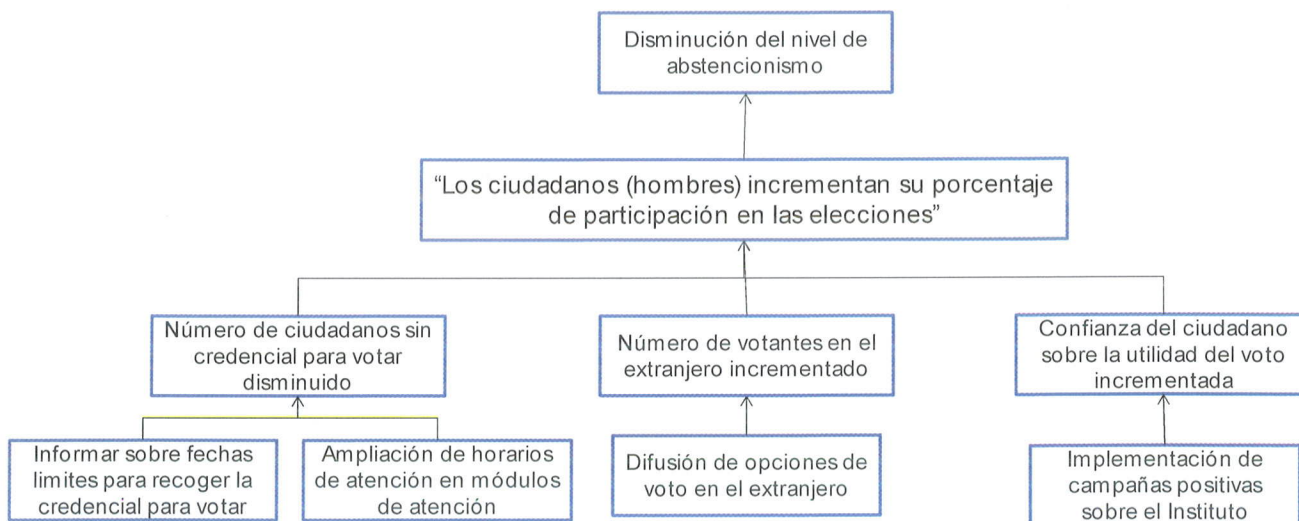 Disminución del nivel de
abstencionismo
“Los ciudadanos (hombres) incrementan su porcentaje
de participación en las elecciones”
Número de ciudadanos sin
credencial para votar
disminuido
Número de votantes en el
extranjero incrementado
Confianza del ciudadano
sobre la utilidad del voto
incrementada
Informar sobre fechas
limites para recoger la
credencial para votar
Ampliación de horarios
de atención en módulos
de atención
Difusión de opciones de
voto en el extranjero
Implementación de
campañas positivas
sobre el Instituto